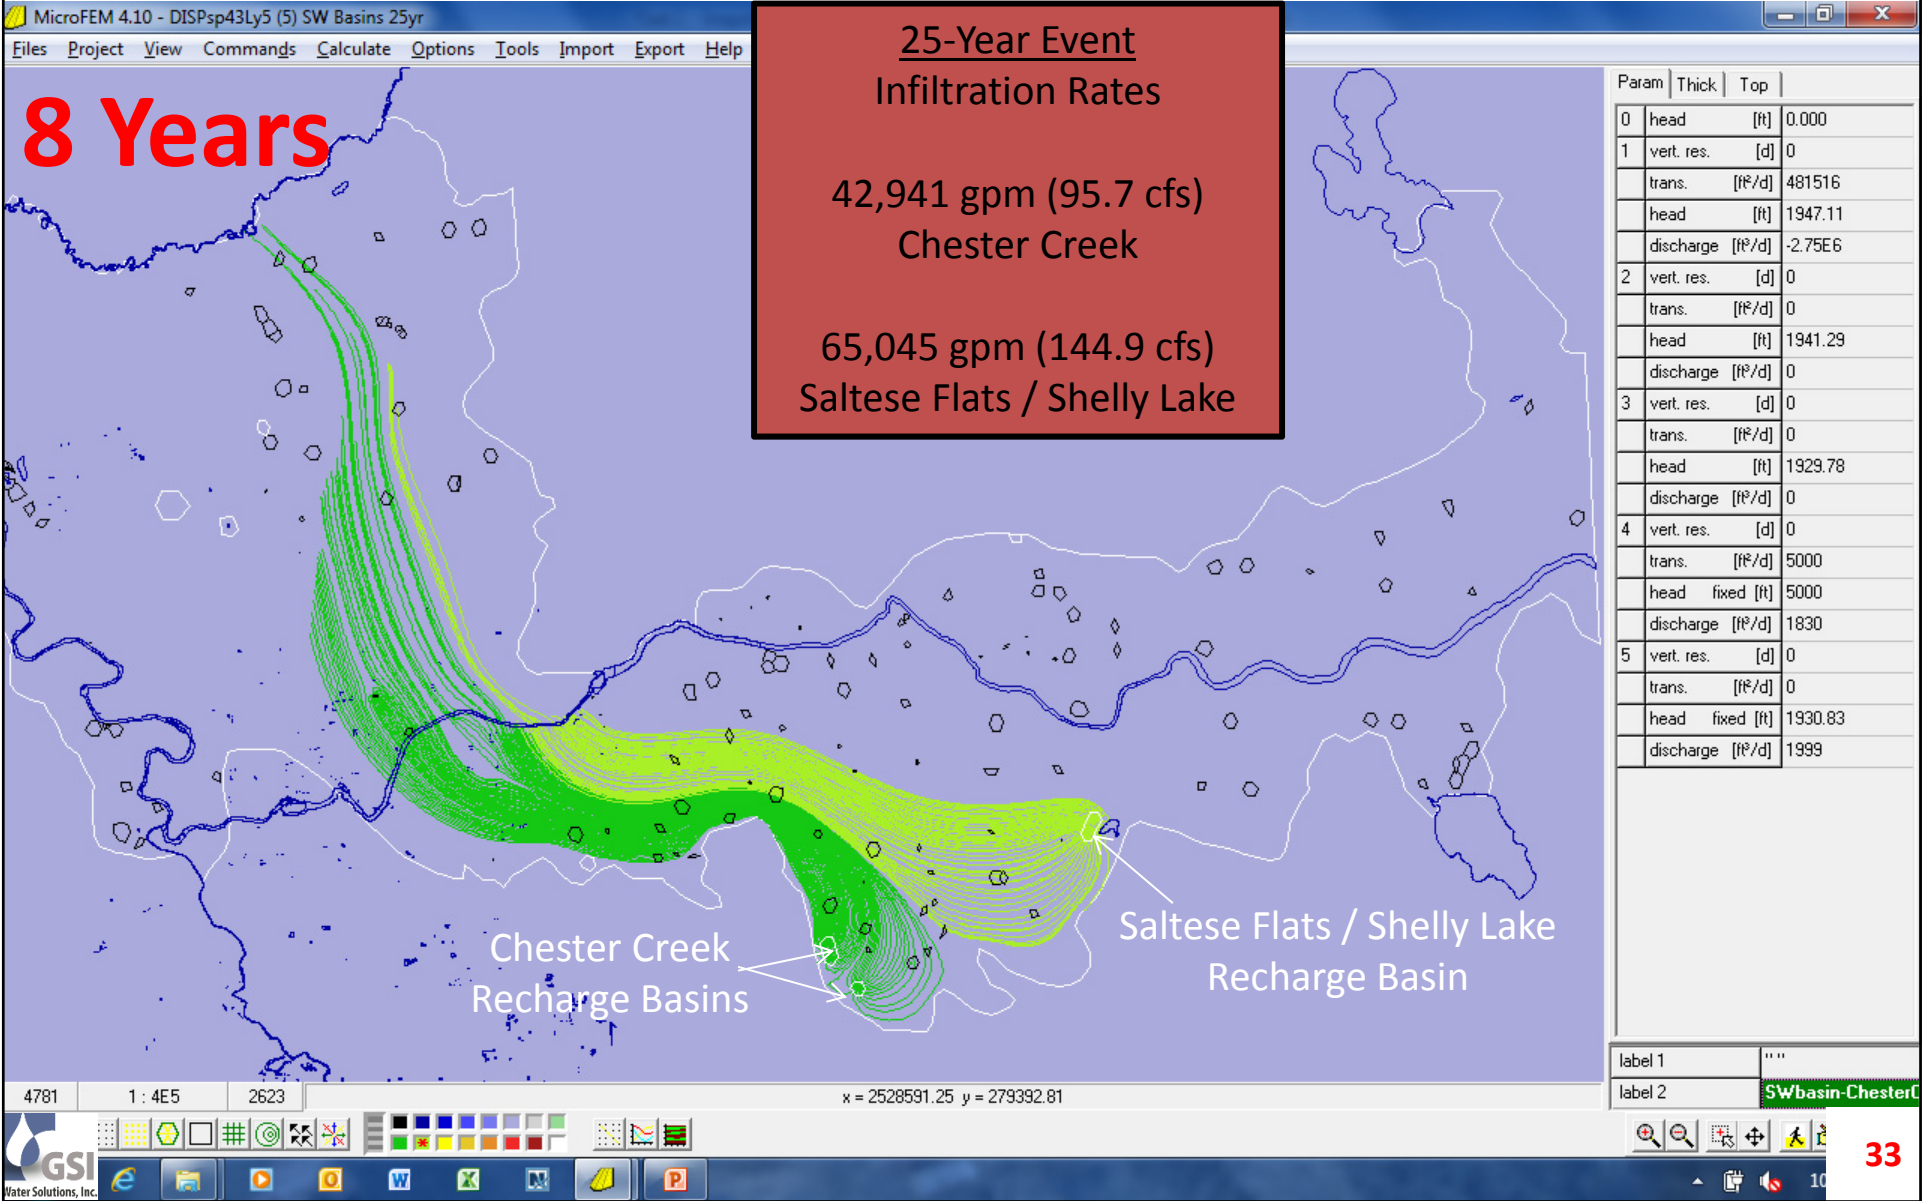 MicroFEM 4.10 - DISPsp43Ly5 (5) SW Basins 25yr
Files Project View Commands Calculate Options Tools Import Export Help
8 Years
25-Year Event
Infiltration Rates
42,941 gpm (95.7 cfs)
Chester Creek
65,045 gpm (144.9 cfs)
Saltese Flats / Shelly Lake
Chester Creek
Recharge Basins
Saltese Flats / Shelly Lake
Recharge Basin
Param Thick Top
0 head [ft] 0.000
1 vert. res. [d] 0
trans. [ft²/d] 481516
head [ft] 1947.11
discharge [ft³/d] -2.75E6
2 vert. res. [d] 0
trans. [ft²/d] 0
head [ft] 1941.29
discharge [ft³/d] 0
3 vert. res. [d] 0
trans. [ft²/d] 0
head [ft] 1929.78
discharge [ft³/d] 0
4 vert. res. [d] 0
trans. [ft²/d] 5000
head fixed [ft] 5000
discharge [ft³/d] 1830
5 vert. res. [d] 0
trans. [ft²/d] 0
head fixed [ft] 1930.83
discharge [ft³/d] 1999
label 1 ""
label 2 SWbasin-ChesterC
4781 1 : 4E5 2623 x = 2528591.25 y = 279392.81
GSI
Water Solutions, Inc.
10
33